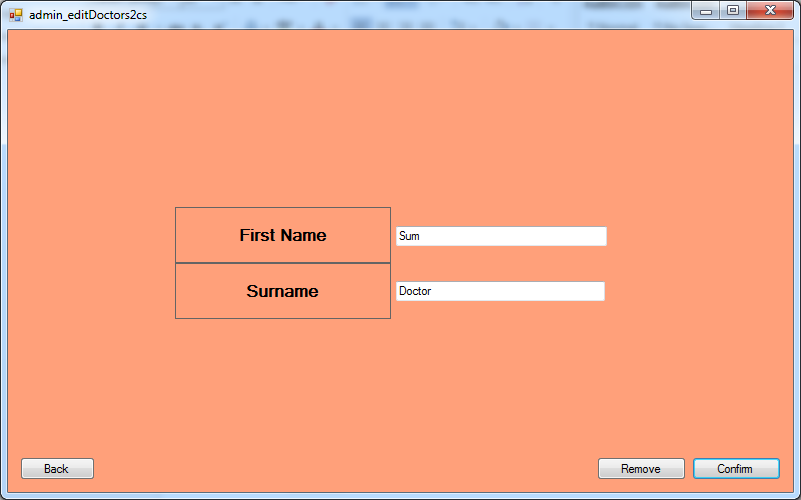 admin_editDoctors2cs
First Name
Sum
Surname
Doctor
Back
Remove
Confirm